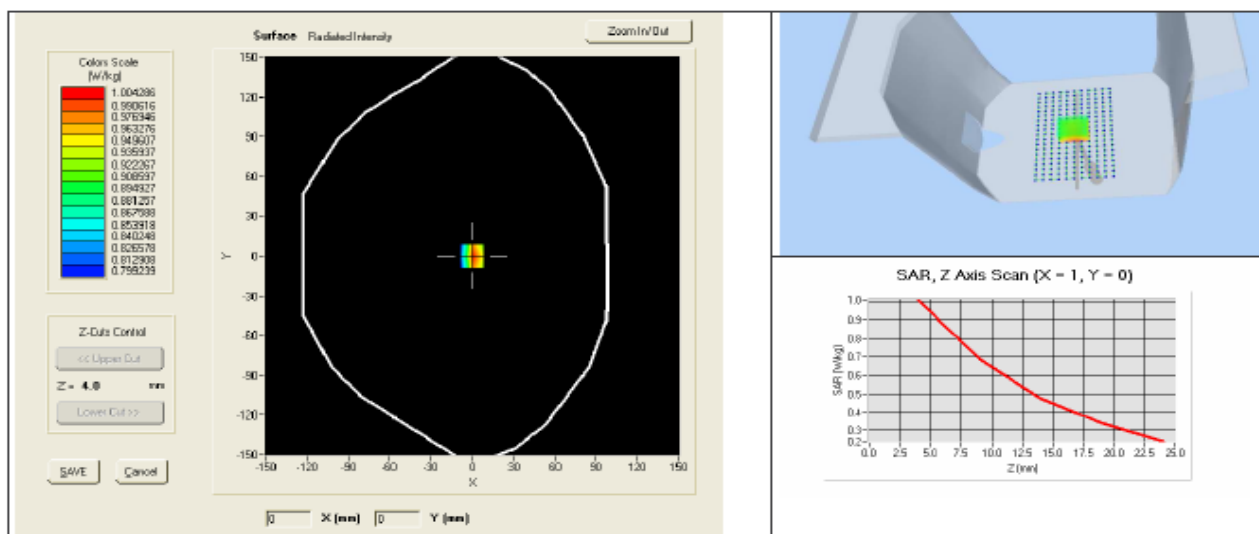 Surface Radiated Intensity
Zoom In/Out
Colors Scale
(W/kg)
1.004286
0.990616
0.976946
0.963276
0.949607
0.935937
0.922267
0.908597
0.894927
0.881257
0.867588
0.853918
0.840248
0.826578
0.812908
0.799239
150
120
90
60
30
Y 0
-30
-60
-90
-120
-150
-150 -120 -90 -60 -30 0 30 60 90 120 150
X
Z-Cuts Control
<< Upper Cut
Z = 4.0 mm
Lower Cut >>
SAVE Cancel
0 X (mm) 0 Y (mm)
SAR, Z Axis Scan (X = 1, Y = 0)
SAR (W/kg)
1.0
0.9
0.8
0.7
0.6
0.5
0.4
0.3
0.2
0.0 2.5 5.0 7.5 10.0 12.5 15.0 17.5 20.0 22.5 25.0
Z (mm)